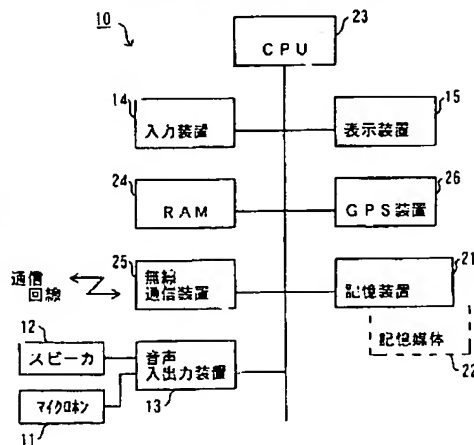 10
23
CPU
14
入力装置
15
表示装置
24
RAM
26
GPS装置
通信
回線
25
無線
通信装置
21
記憶装置
記憶媒体
22
12
スピーカ
音声
入出力装置
13
マイクロホン
11